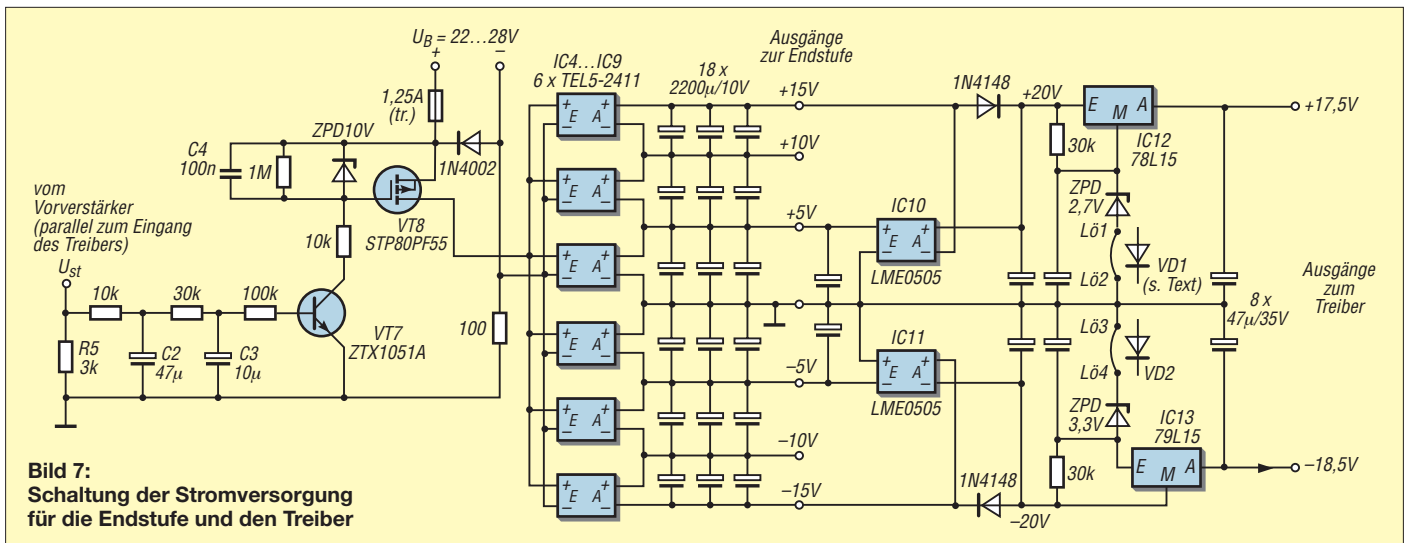 U_B = 22...28V
+
–
1,25A
(tr.)
ZPD10V
C4
100n
1M
1N4002
VT8
STP80PF55
10k
vom
Vorverstärker
(parallel zum Eingang
des Treibers)
U_st
10k
30k
100k
R5
3k
C2
47µ
C3
10µ
VT7
ZTX1051A
100
IC4...IC9
6 x TEL5-2411
+ E – A
+ E – A
+ E – A
+ E – A
+ E – A
+ E – A
18 x
2200µ/10V
Ausgänge
zur Endstufe
+15V
+10V
+5V
–5V
–10V
–15V
IC10
+ E – + A –
LME0505
IC11
+ E – + A –
LME0505
1N4148
+20V
1N4148
–20V
E M A
IC12
78L15
30k
ZPD
2,7V
Lö1
Lö2
VD1
(s. Text)
Lö3
Lö4
VD2
ZPD
3,3V
30k
IC13
79L15
E M A
8 x
47µ/35V
+17,5V
Ausgänge
zum
Treiber
–18,5V
Bild 7:
Schaltung der Stromversorgung
für die Endstufe und den Treiber